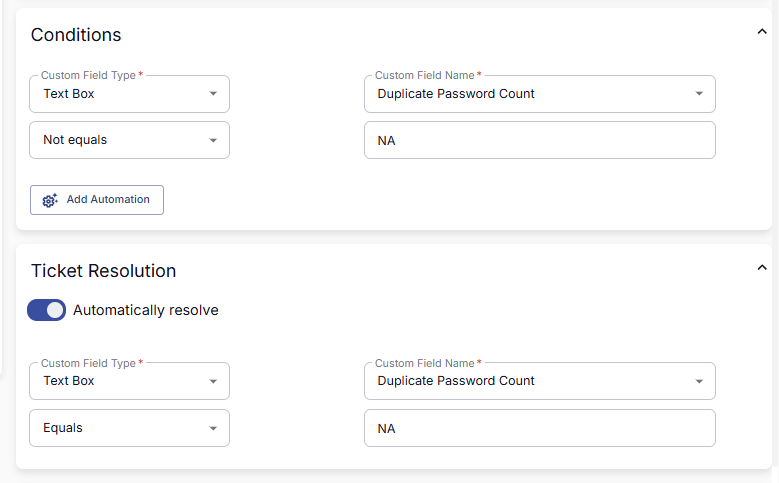 Conditions
Custom Field Type *
Custom Field Name *
Text Box
Duplicate Password Count
Not equals
NA
Add Automation
Ticket Resolution
Automatically resolve
Custom Field Type *
Custom Field Name *
Text Box
Duplicate Password Count
Equals
NA